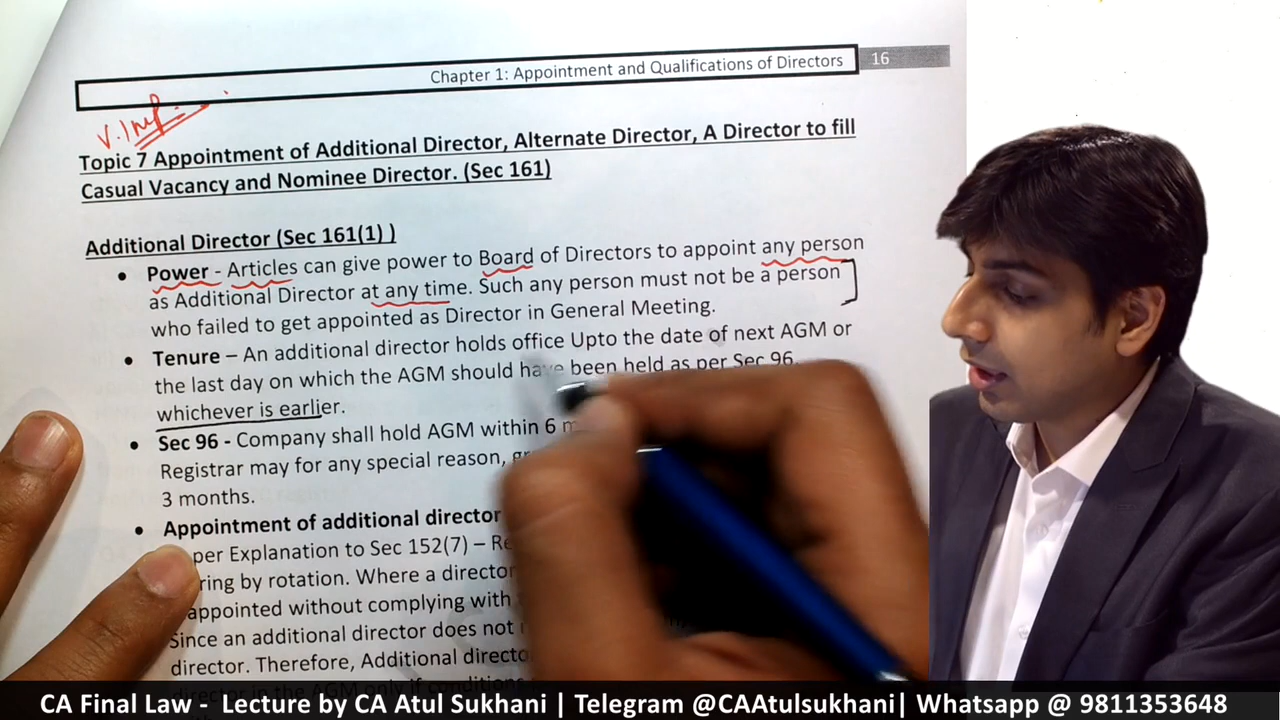 Chapter 1: Appointment and Qualifications of Directors 16
V. Imp.
Topic 7 Appointment of Additional Director, Alternate Director, A Director to fill
Casual Vacancy and Nominee Director. (Sec 161)
Additional Director (Sec 161(1) )
• Power - Articles can give power to Board of Directors to appoint any person
as Additional Director at any time. Such any person must not be a person
who failed to get appointed as Director in General Meeting.
• Tenure – An additional director holds office Upto the date of next AGM or
the last day on which the AGM should have been held as per Sec 96
whichever is earlier.
• Sec 96 - Company shall hold AGM within 6
Registrar may for any special reason,
3 months.
• Appointment of additional director
per Explanation to Sec 152(7) –
ring by rotation. Where a director
appointed without complying with
Since an additional director does not
director. Therefore, Additional
director in the AGM only if conditions
CA Final Law - Lecture by CA Atul Sukhani | Telegram @CAAtulsukhani| Whatsapp @ 9811353648